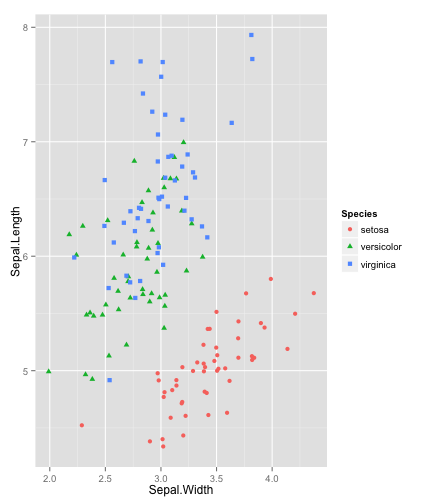 8
7
6
5
Sepal.Length
2.0 2.5 3.0 3.5 4.0
Sepal.Width
Species
setosa
versicolor
virginica